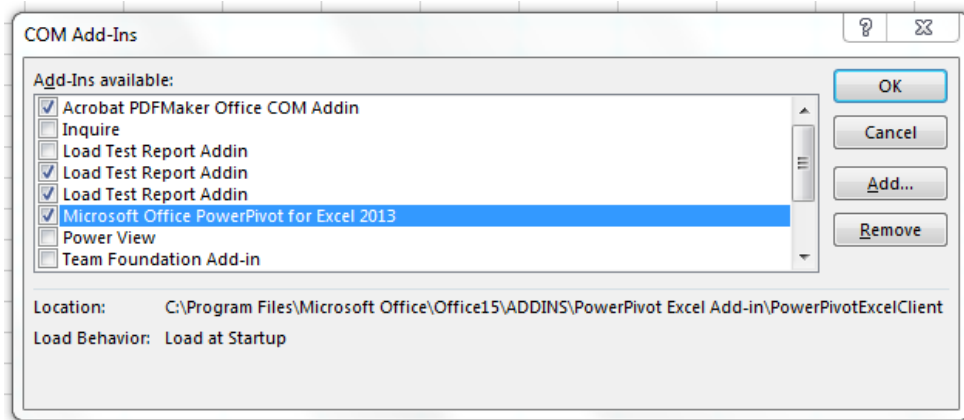 COM Add-Ins
Add-Ins available:
Acrobat PDFMaker Office COM Addin
Inquire
Load Test Report Addin
Load Test Report Addin
Load Test Report Addin
Microsoft Office PowerPivot for Excel 2013
Power View
Team Foundation Add-in
OK
Cancel
Add...
Remove
Location: C:\Program Files\Microsoft Office\Office15\ADDINS\PowerPivot Excel Add-in\PowerPivotExcelClient
Load Behavior: Load at Startup